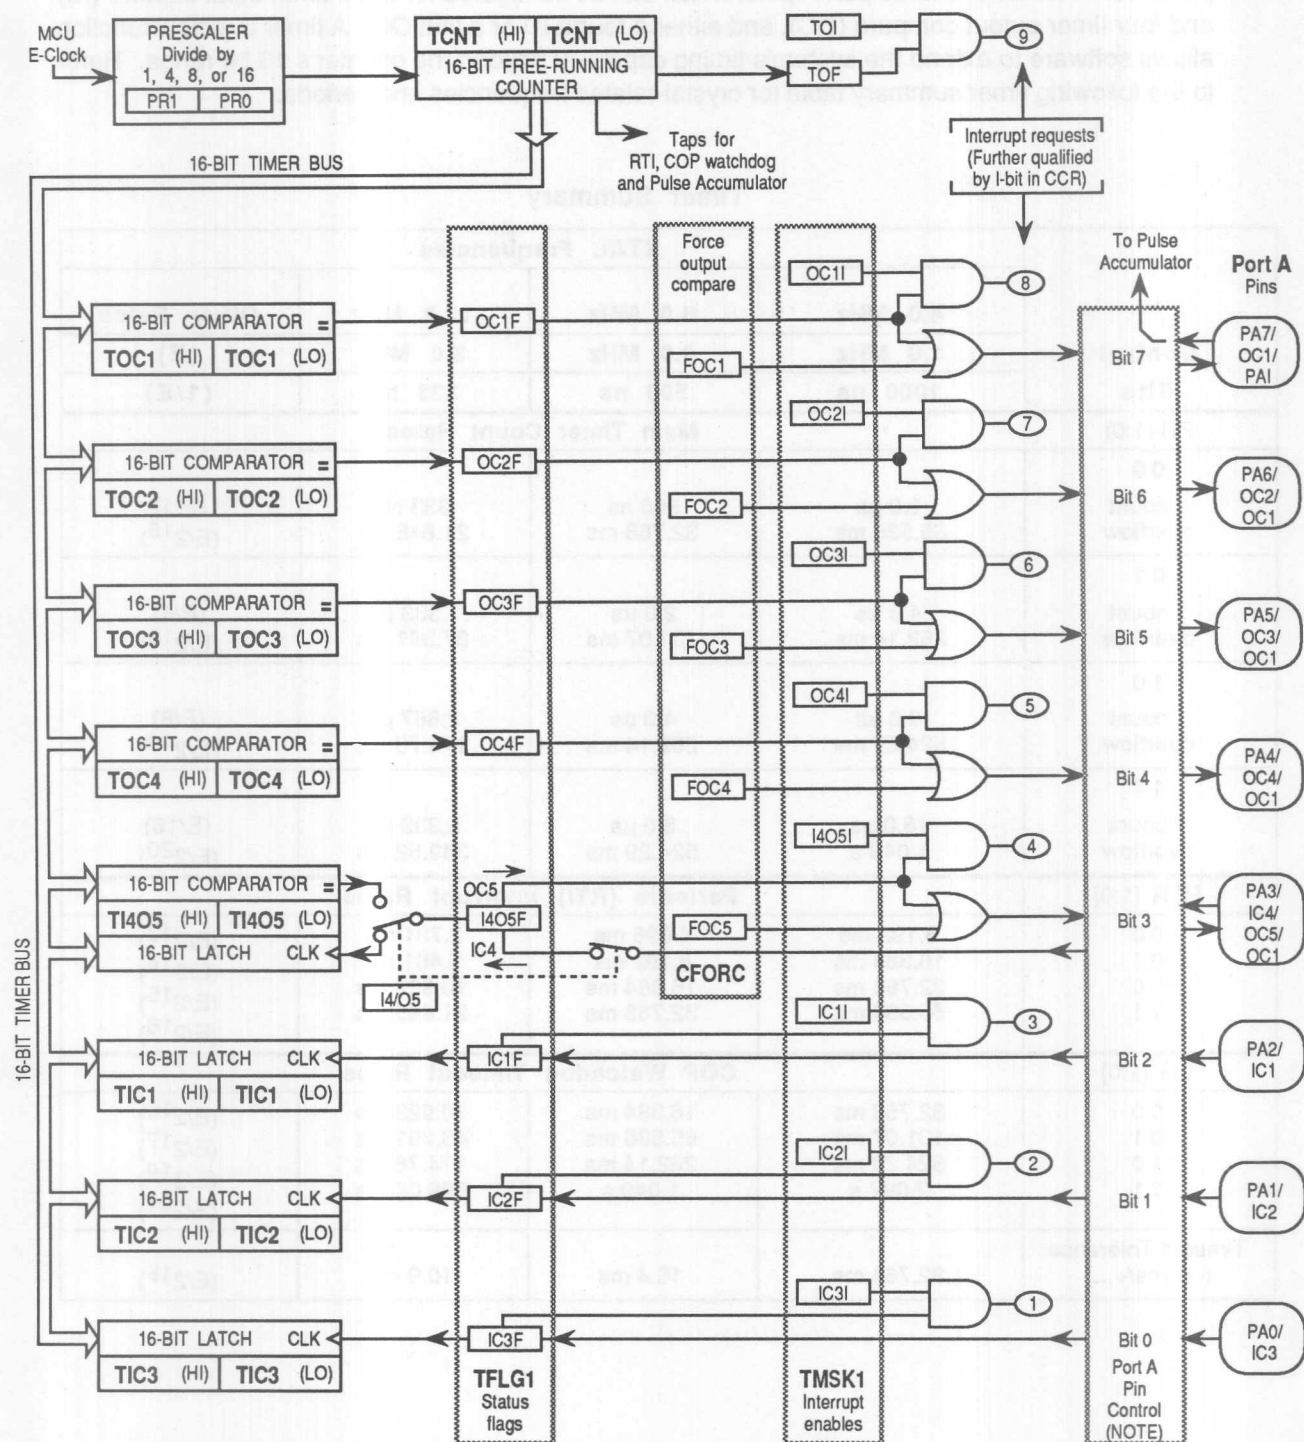 MCU
E-Clock
PRESCALER
Divide by
1, 4, 8, or 16
PR1 PR0
TCNT (HI) TCNT (LO)
16-BIT FREE-RUNNING
COUNTER
TOI
TOF
9
Taps for
RTI, COP watchdog
and Pulse Accumulator
Interrupt requests
(Further qualified
by I-bit in CCR)
16-BIT TIMER BUS
16-BIT TIMER BUS
Force
output
compare
To Pulse
Accumulator
Port A
Pins
16-BIT COMPARATOR =
TOC1 (HI) TOC1 (LO)
OC1F
FOC1
OC1I
8
Bit 7
PA7/
OC1/
PAI
16-BIT COMPARATOR =
TOC2 (HI) TOC2 (LO)
OC2F
FOC2
OC2I
7
Bit 6
PA6/
OC2/
OC1
16-BIT COMPARATOR =
TOC3 (HI) TOC3 (LO)
OC3F
FOC3
OC3I
6
Bit 5
PA5/
OC3/
OC1
16-BIT COMPARATOR =
TOC4 (HI) TOC4 (LO)
OC4F
FOC4
OC4I
5
Bit 4
PA4/
OC4/
OC1
16-BIT COMPARATOR =
TI4O5 (HI) TI4O5 (LO)
16-BIT LATCH CLK
OC5
I4O5F
IC4
I4/O5
FOC5
CFORC
I4O5I
4
Bit 3
PA3/
IC4/
OC5/
OC1
16-BIT LATCH CLK
TIC1 (HI) TIC1 (LO)
IC1F
IC1I
3
Bit 2
PA2/
IC1
16-BIT LATCH CLK
TIC2 (HI) TIC2 (LO)
IC2F
IC2I
2
Bit 1
PA1/
IC2
16-BIT LATCH CLK
TIC3 (HI) TIC3 (LO)
IC3F
IC3I
1
Bit 0
PA0/
IC3
TFLG1
Status
flags
TMSK1
Interrupt
enables
Port A
Pin
Control
(NOTE)